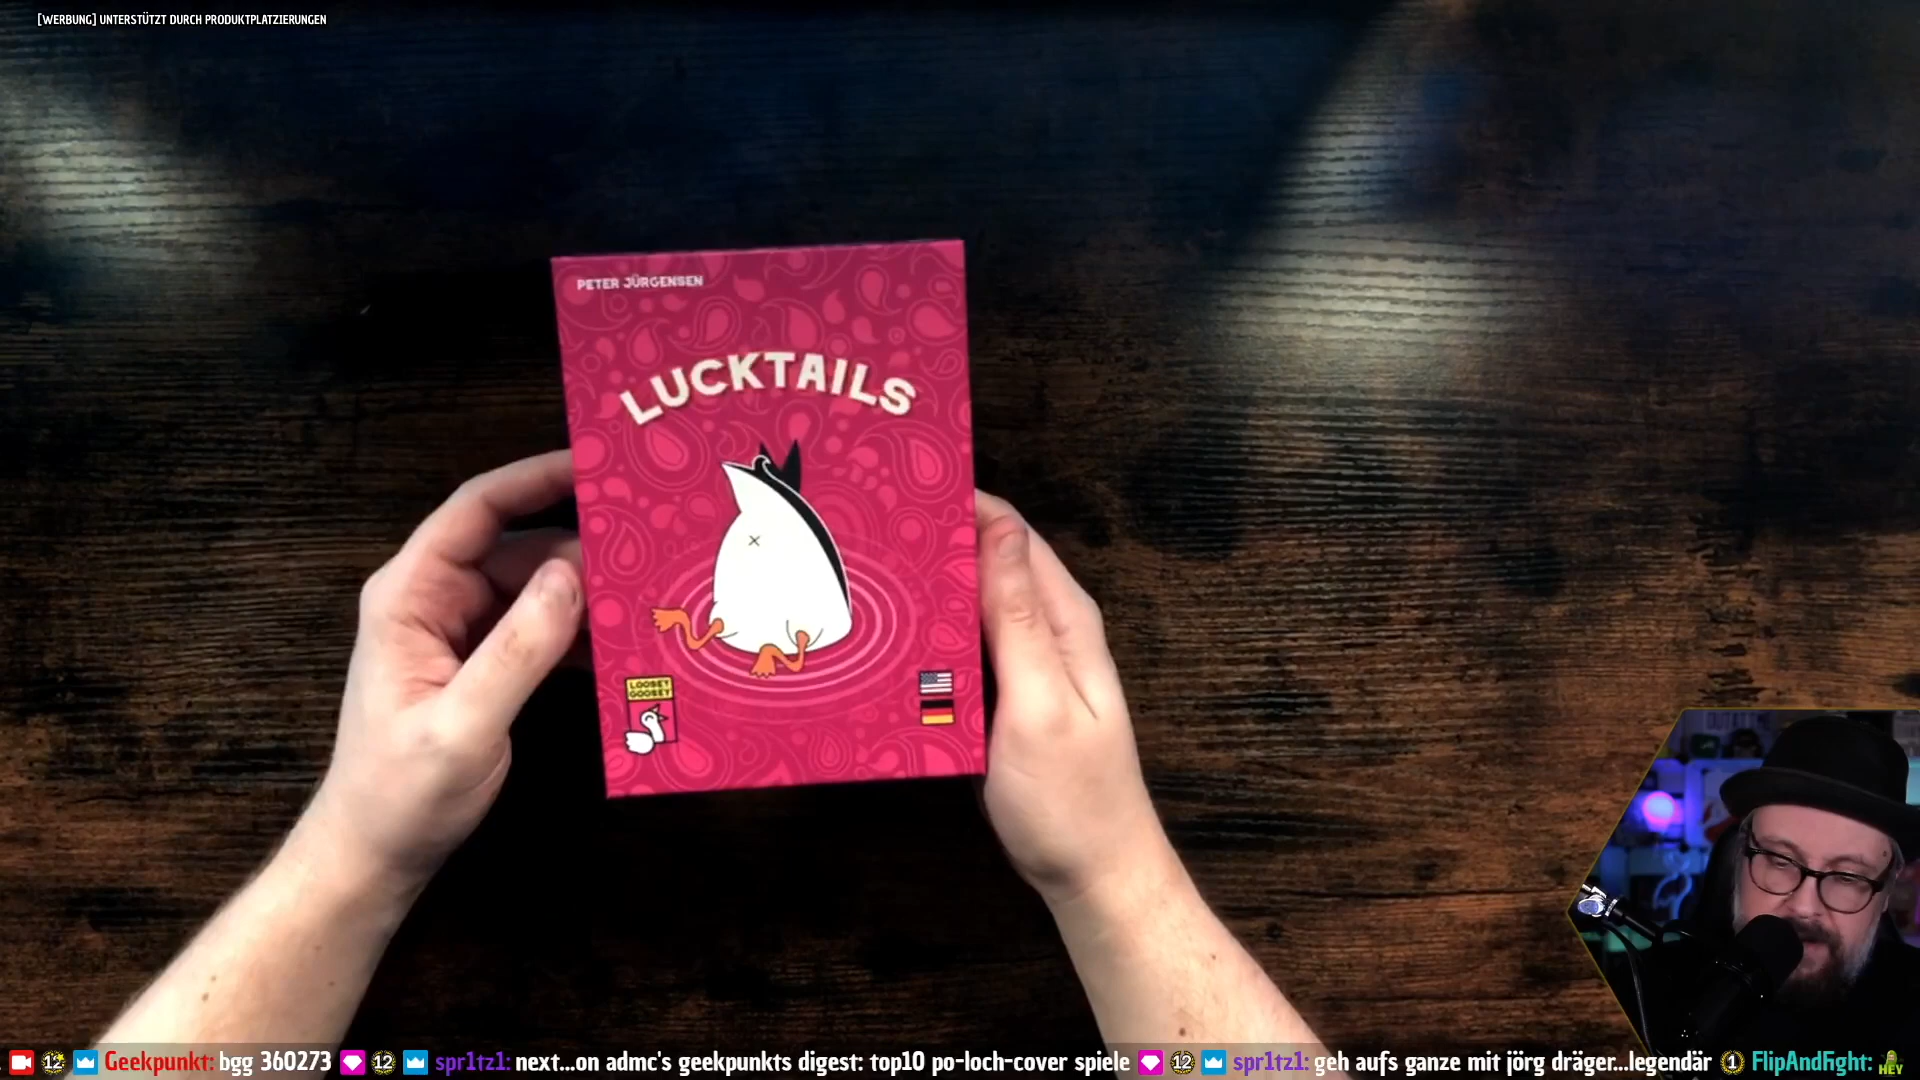 [WERBUNG] UNTERSTÜTZT DURCH PRODUKTPLATZIERUNGEN
PETER JÜRGENSEN
LUCKTAILS
LOOSEY
GOOSEY
12 Geekpunkt: bgg 360273 12 spr1tz1: next...on admc's geekpunkts digest: top10 po-loch-cover spiele 12 spr1tz1: geh aufs ganze mit jörg dräger...legendär 1 FlipAndFight: HEY